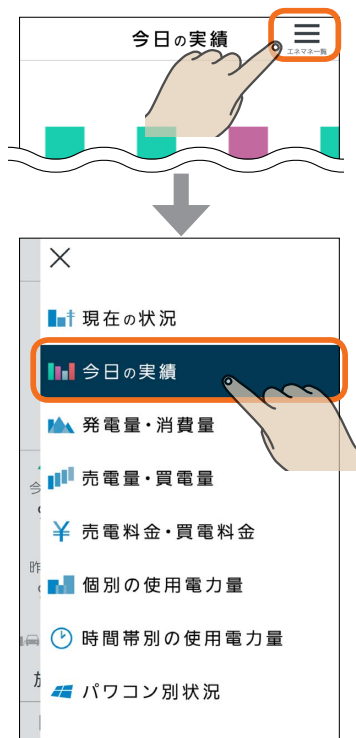 今日の実績
エネマネ一覧
現在の状況
今日の実績
発電量・消費量
売電量・買電量
今
売電料金・買電料金
昨
個別の使用電力量
時間帯別の使用電力量
パワコン別状況